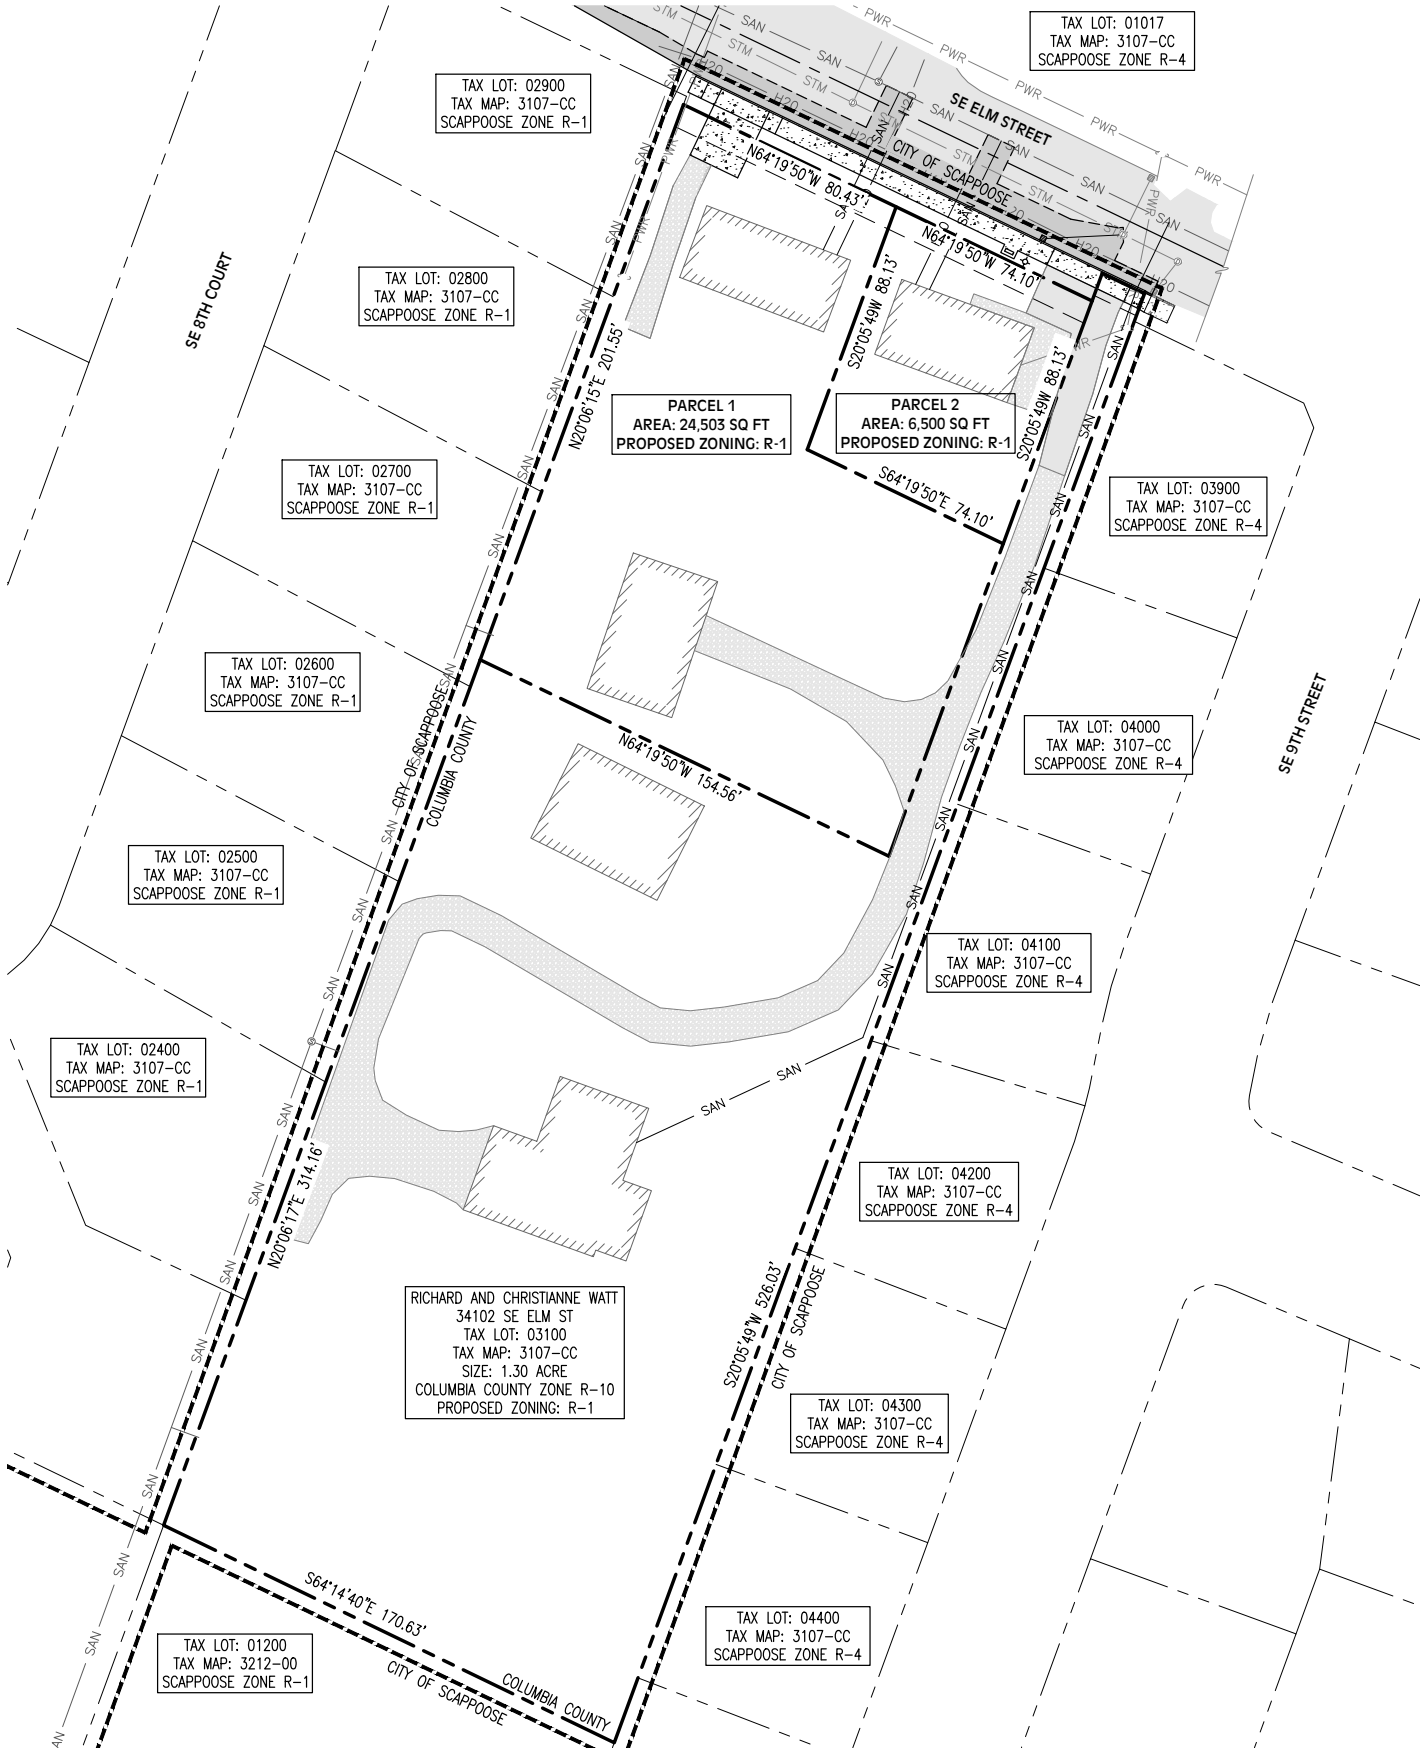 TAX LOT: 01017
TAX MAP: 3107-CC
SCAPPOOSE ZONE R-4
SE ELM STREET
CITY OF SCAPPOOSE
TAX LOT: 02900
TAX MAP: 3107-CC
SCAPPOOSE ZONE R-1
N64°19'50"W 80.43'
N64°19'50"W 74.10'
SE 8TH COURT
TAX LOT: 02800
TAX MAP: 3107-CC
SCAPPOOSE ZONE R-1
S20°05'49W 88.13'
S20°05'49W 88.13'
N20°06'15"E 201.55'
PARCEL 1
AREA: 24,503 SQ FT
PROPOSED ZONING: R-1
PARCEL 2
AREA: 6,500 SQ FT
PROPOSED ZONING: R-1
S64°19'50"E 74.10'
TAX LOT: 02700
TAX MAP: 3107-CC
SCAPPOOSE ZONE R-1
TAX LOT: 03900
TAX MAP: 3107-CC
SCAPPOOSE ZONE R-4
TAX LOT: 02600
TAX MAP: 3107-CC
SCAPPOOSE ZONE R-1
CITY OF SCAPPOOSE
COLUMBIA COUNTY
N64°19'50"W 154.56'
TAX LOT: 04000
TAX MAP: 3107-CC
SCAPPOOSE ZONE R-4
SE 9TH STREET
TAX LOT: 02500
TAX MAP: 3107-CC
SCAPPOOSE ZONE R-1
TAX LOT: 04100
TAX MAP: 3107-CC
SCAPPOOSE ZONE R-4
TAX LOT: 02400
TAX MAP: 3107-CC
SCAPPOOSE ZONE R-1
SAN
SAN
TAX LOT: 04200
TAX MAP: 3107-CC
SCAPPOOSE ZONE R-4
N20°06'17"E 314.16'
RICHARD AND CHRISTIANNE WATT
34102 SE ELM ST
TAX LOT: 03100
TAX MAP: 3107-CC
SIZE: 1.30 ACRE
COLUMBIA COUNTY ZONE R-10
PROPOSED ZONING: R-1
S20°05'49"W 526.03'
CITY OF SCAPPOOSE
TAX LOT: 04300
TAX MAP: 3107-CC
SCAPPOOSE ZONE R-4
S64°14'40"E 170.63'
TAX LOT: 01200
TAX MAP: 3212-00
SCAPPOOSE ZONE R-1
CITY OF SCAPPOOSE
COLUMBIA COUNTY
TAX LOT: 04400
TAX MAP: 3107-CC
SCAPPOOSE ZONE R-4